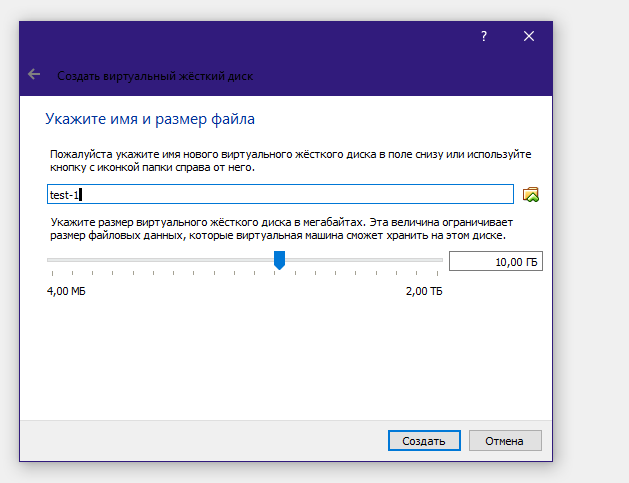 ?
Создать виртуальный жёсткий диск
Укажите имя и размер файла
Пожалуйста укажите имя нового виртуального жёсткого диска в поле снизу или используйте
кнопку с иконкой папки справа от него.
test-1
Укажите размер виртуального жёсткого диска в мегабайтах. Эта величина ограничивает
размер файловых данных, которые виртуальная машина сможет хранить на этом диске.
10,00 ГБ
4,00 МБ 2,00 ТБ
Создать Отмена